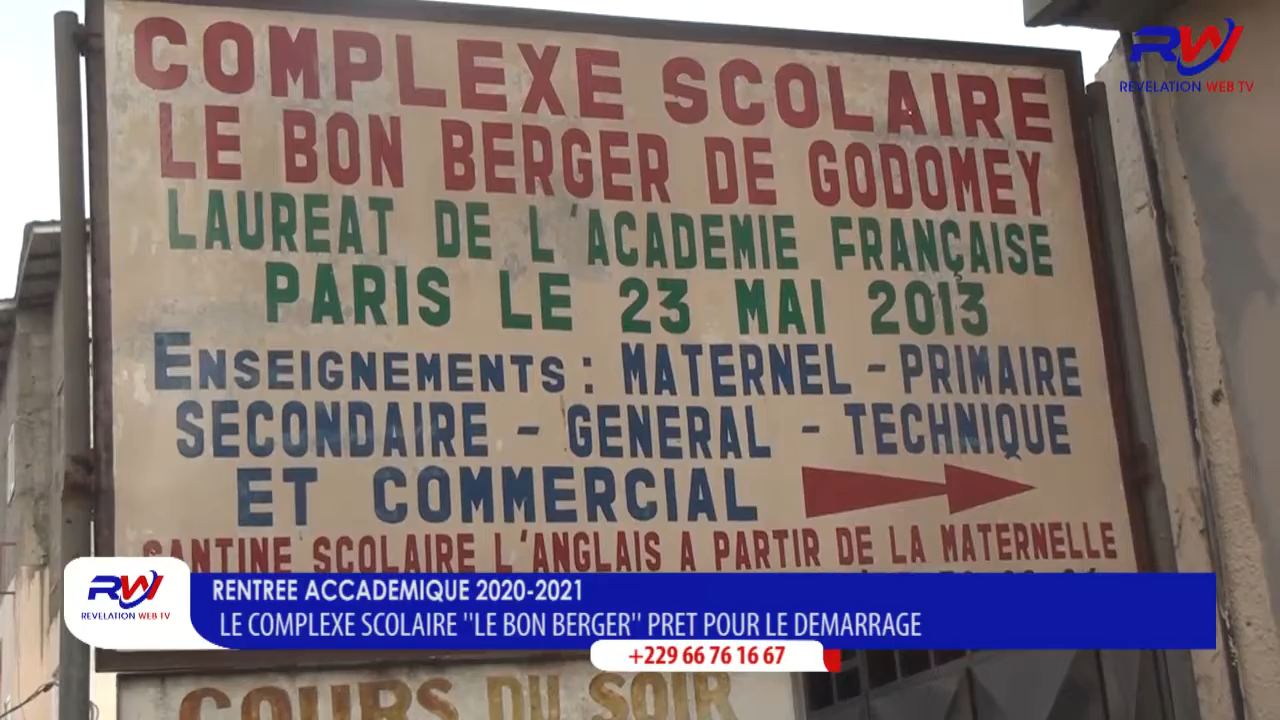 RW
REVELATION WEB TV
COMPLEXE SCOLAIRE
LE BON BERGER DE GODOMEY
LAUREAT DE L'ACADEMIE FRANÇAISE
PARIS LE 23 MAI 2013
ENSEIGNEMENTS : MATERNEL - PRIMAIRE
SECONDAIRE - GENERAL - TECHNIQUE
ET COMMERCIAL
CANTINE SCOLAIRE L'ANGLAIS A PARTIR DE LA MATERNELLE
RW
REVELATION WEB TV
RENTREE ACCADEMIQUE 2020-2021
LE COMPLEXE SCOLAIRE "LE BON BERGER" PRET POUR LE DEMARRAGE
+229 66 76 16 67
COURS DU SOIR